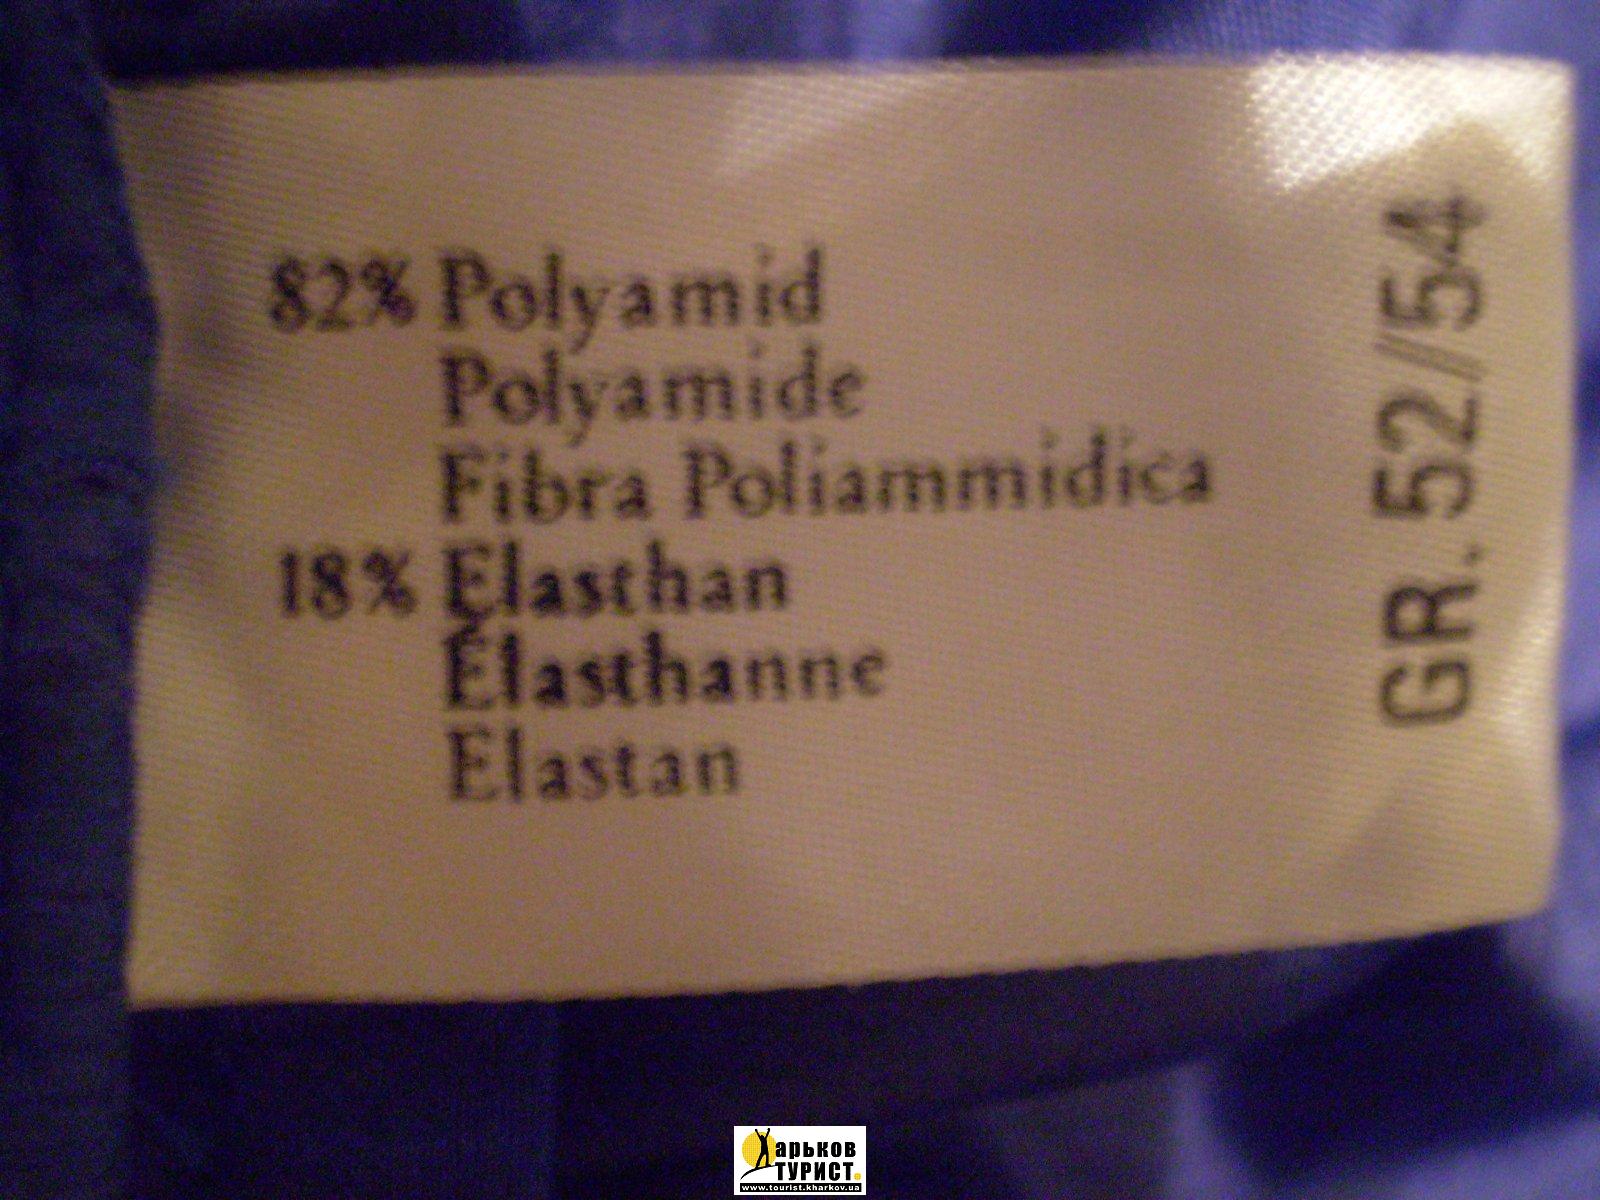 82% Polyamid
Polyamide
Fibra Poliammidica
18% Elasthan
Élasthanne
Elastan
GR. 52//54
Харьков
ТУРИСТ.
www.tourist.kharkov.ua